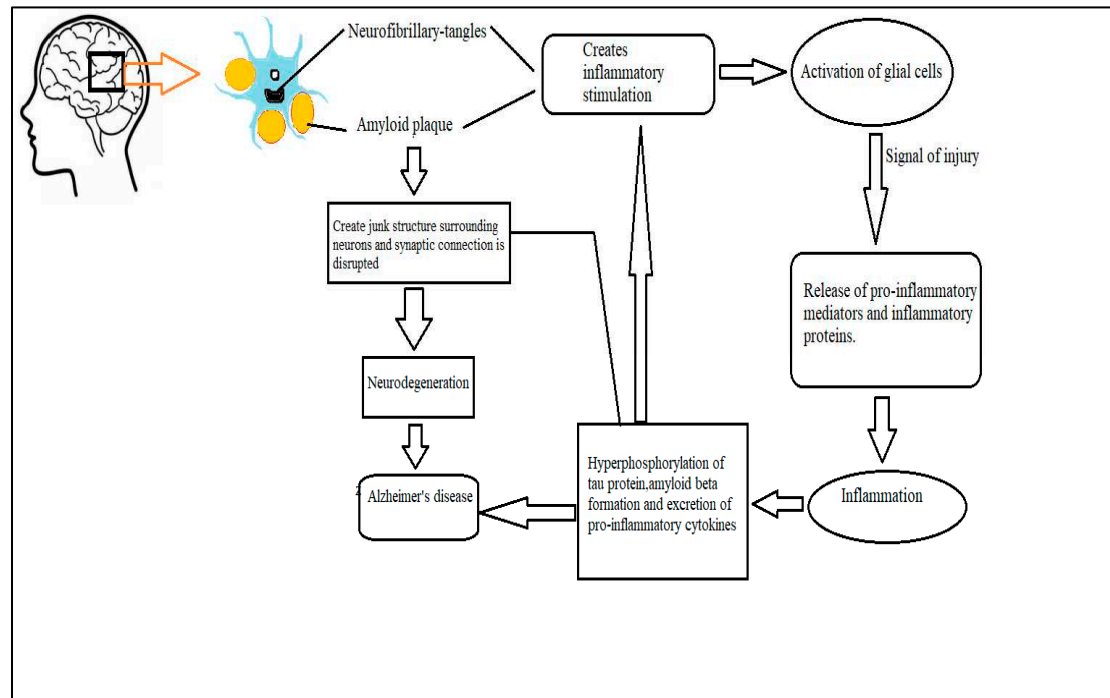 Neurofibrillary-tangles
Amyloid plaque
Creates
inflammatory
stimulation
Activation of glial cells
Signal of injury
Create junk structure surrounding
neurons and synaptic connection is
disrupted
Release of pro-inflammatory
mediators and inflammatory
proteins.
Neurodegeneration
Hyperphosphorylation of
tau protein,amyloid beta
formation and excretion of
pro-inflammatory cytokines
Inflammation
Alzheimer's disease